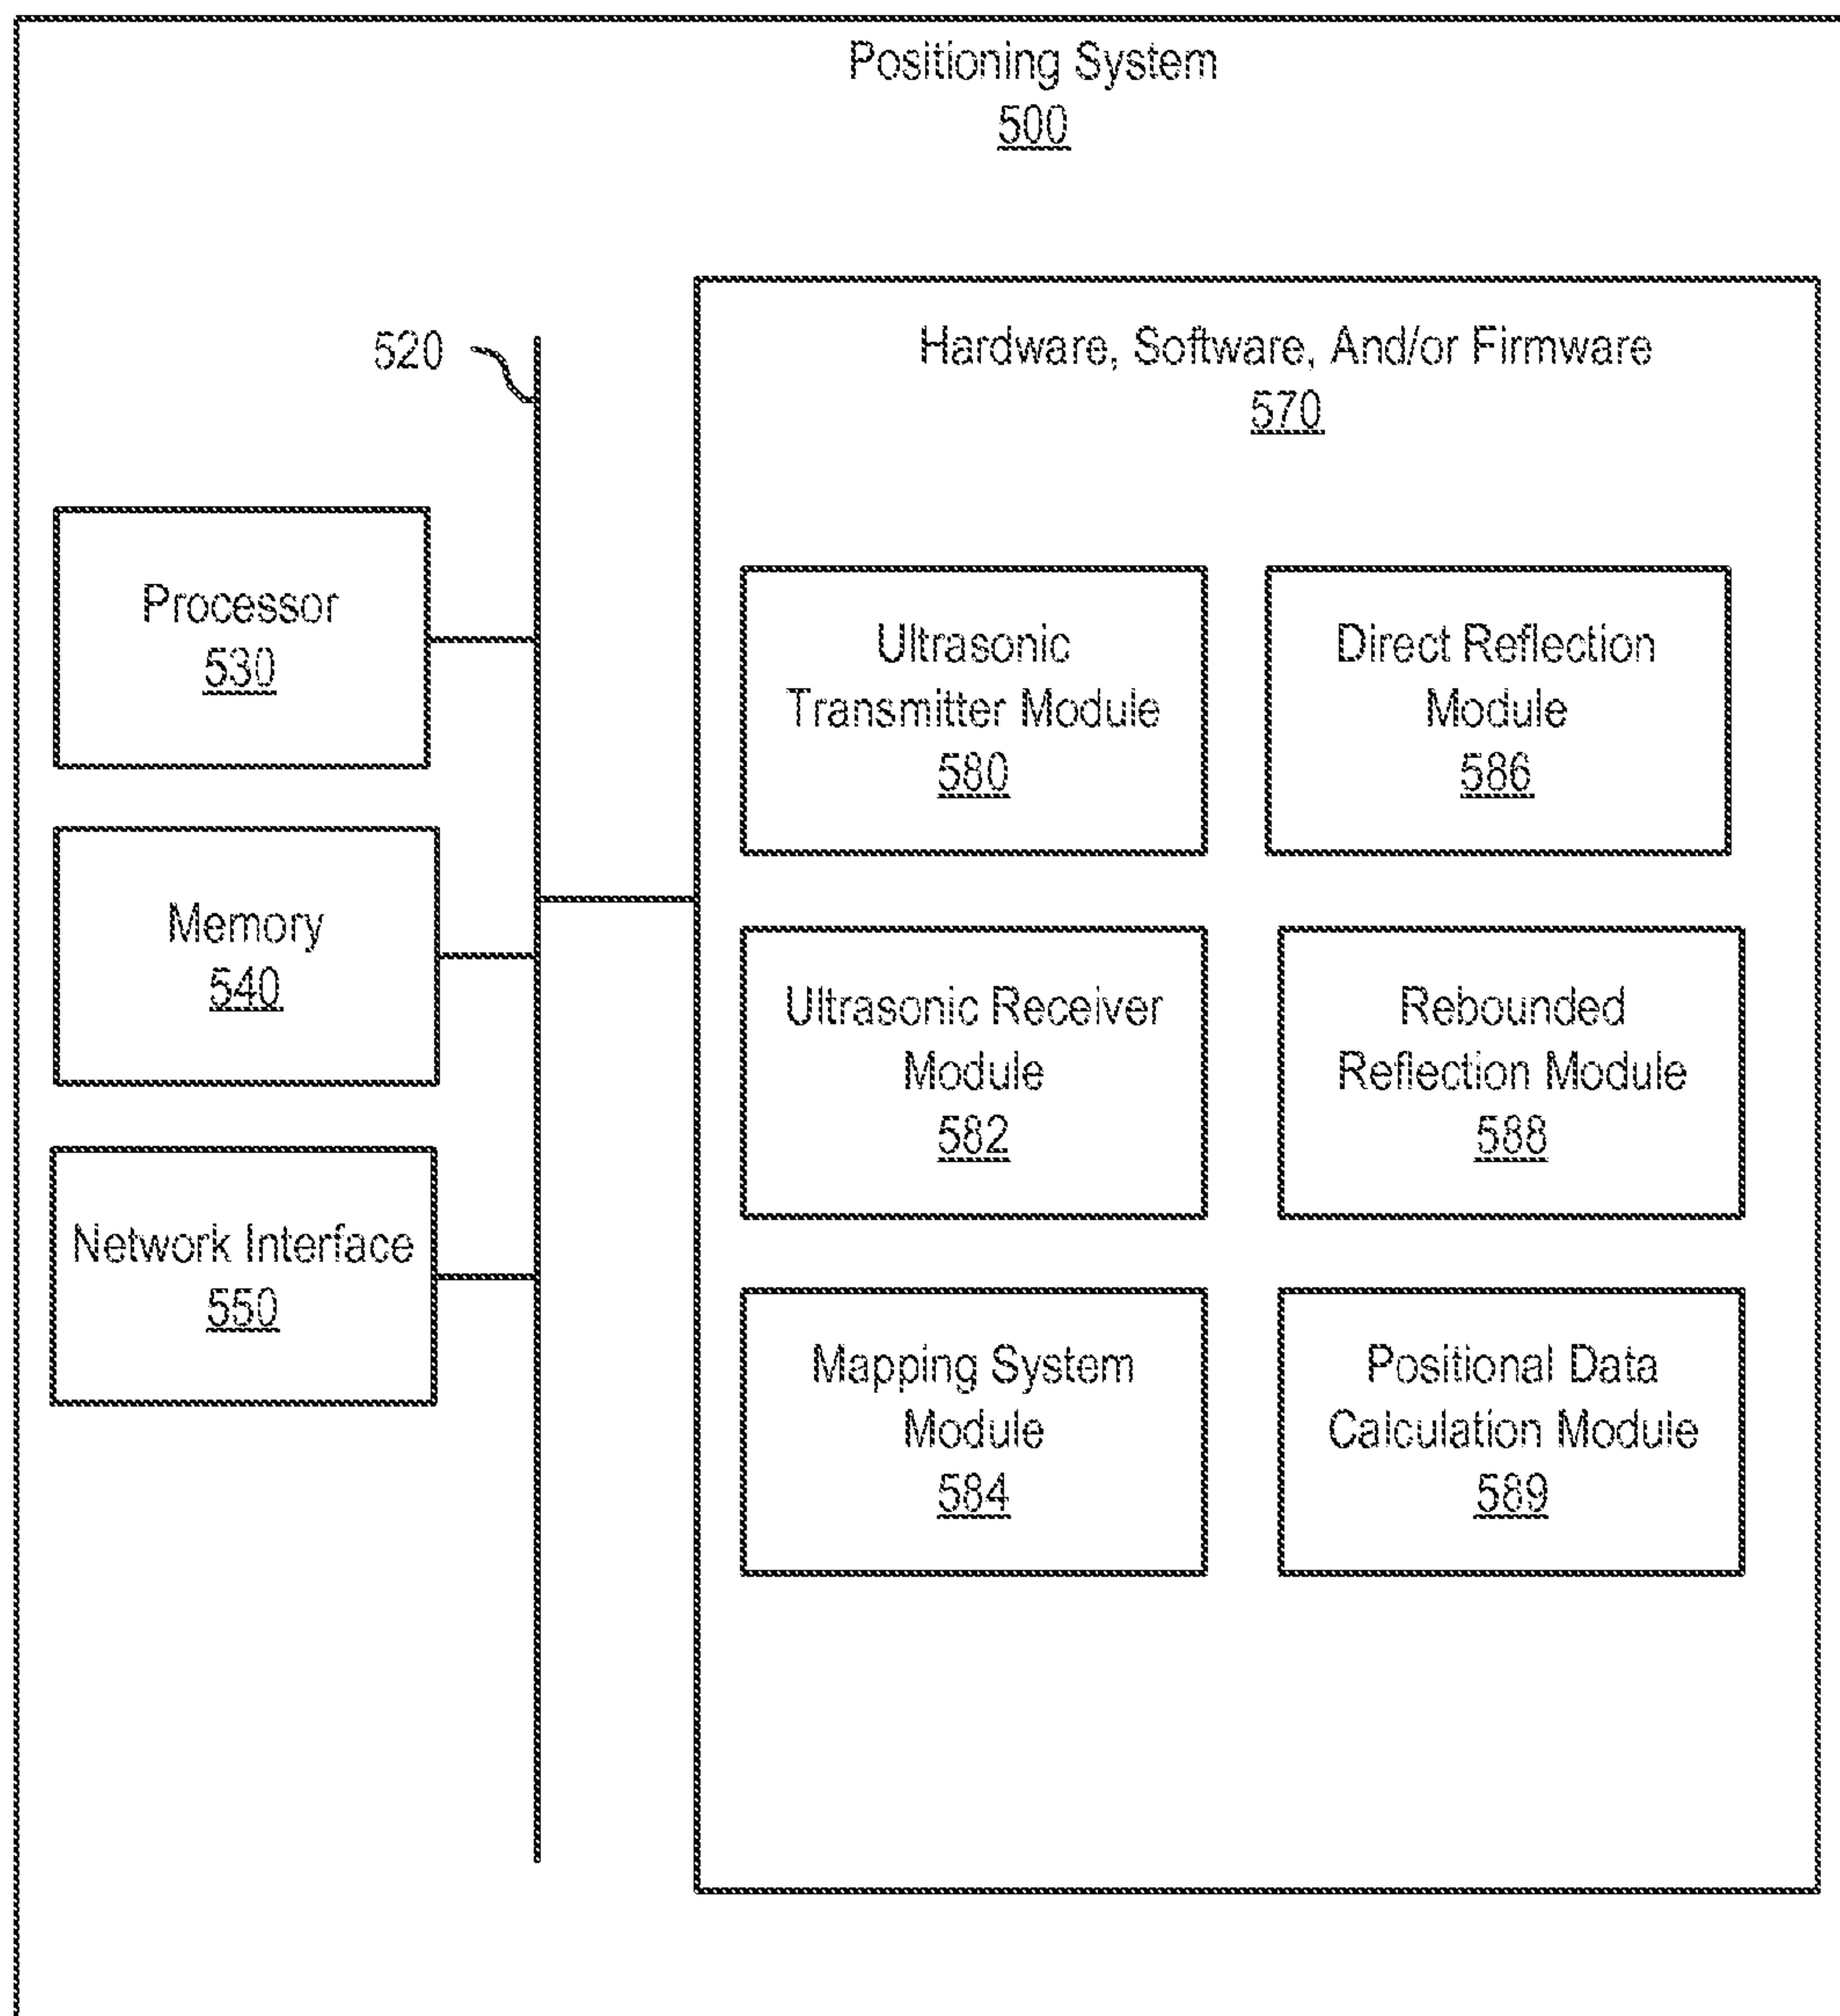 Positioning System
500
520
Processor
530
Memory
540
Network Interface
550
Hardware, Software, And/or Firmware
570
Ultrasonic
Transmitter Module
580
Direct Reflection
Module
586
Ultrasonic Receiver
Module
582
Rebounded
Reflection Module
588
Mapping System
Module
584
Positional Data
Calculation Module
589